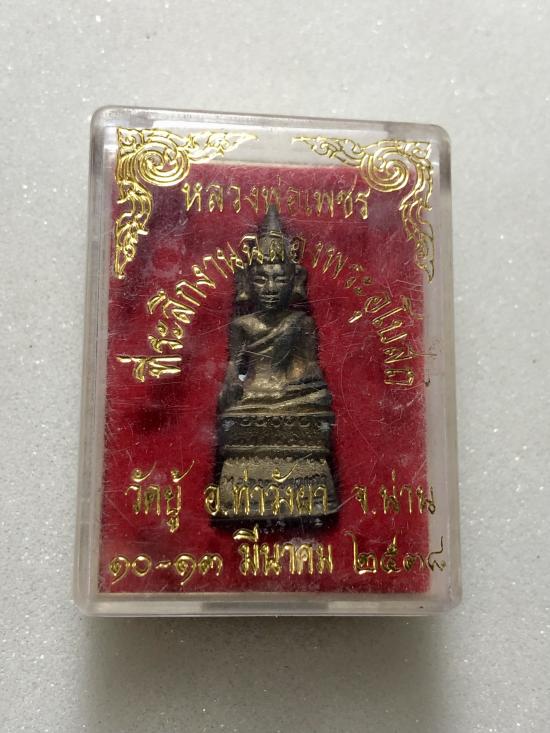 หลวงพ่อเพชร
ที่ระลึกงานฉลองพระอุโบสถ
วัดยู้ อ.ท่าวังผา จ.น่าน
๑๐-๑๓ มีนาคม ๒๕๓๘